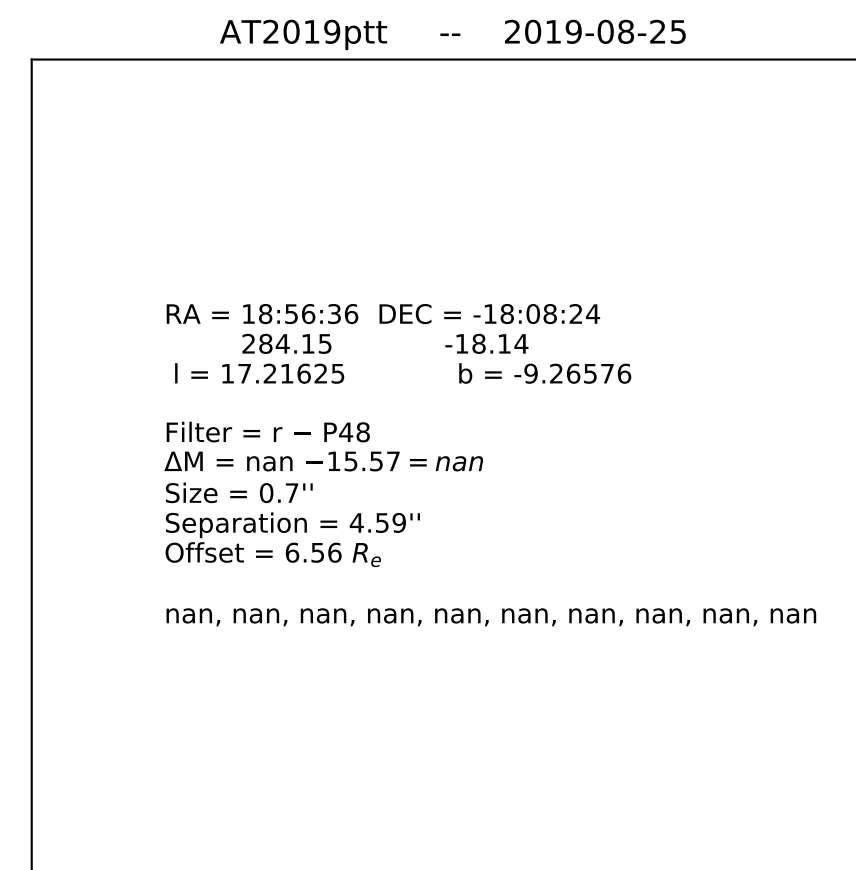 AT2019ptt -- 2019-08-25
RA = 18:56:36 DEC = -18:08:24
284.15 -18.14
l = 17.21625 b = -9.26576
Filter = r − P48
ΔM = nan −15.57 = nan
Size = 0.7''
Separation = 4.59''
Offset = 6.56 Re
nan, nan, nan, nan, nan, nan, nan, nan, nan, nan